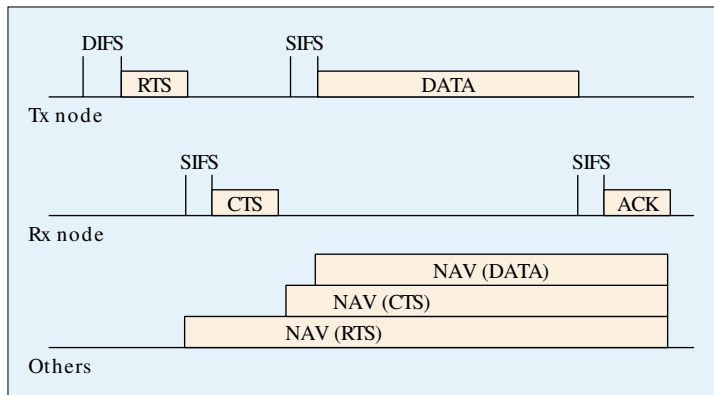 DIFS
SIFS
RTS
DATA
Tx node
SIFS
SIFS
CTS
ACK
Rx node
NAV (DATA)
NAV (CTS)
NAV (RTS)
Others